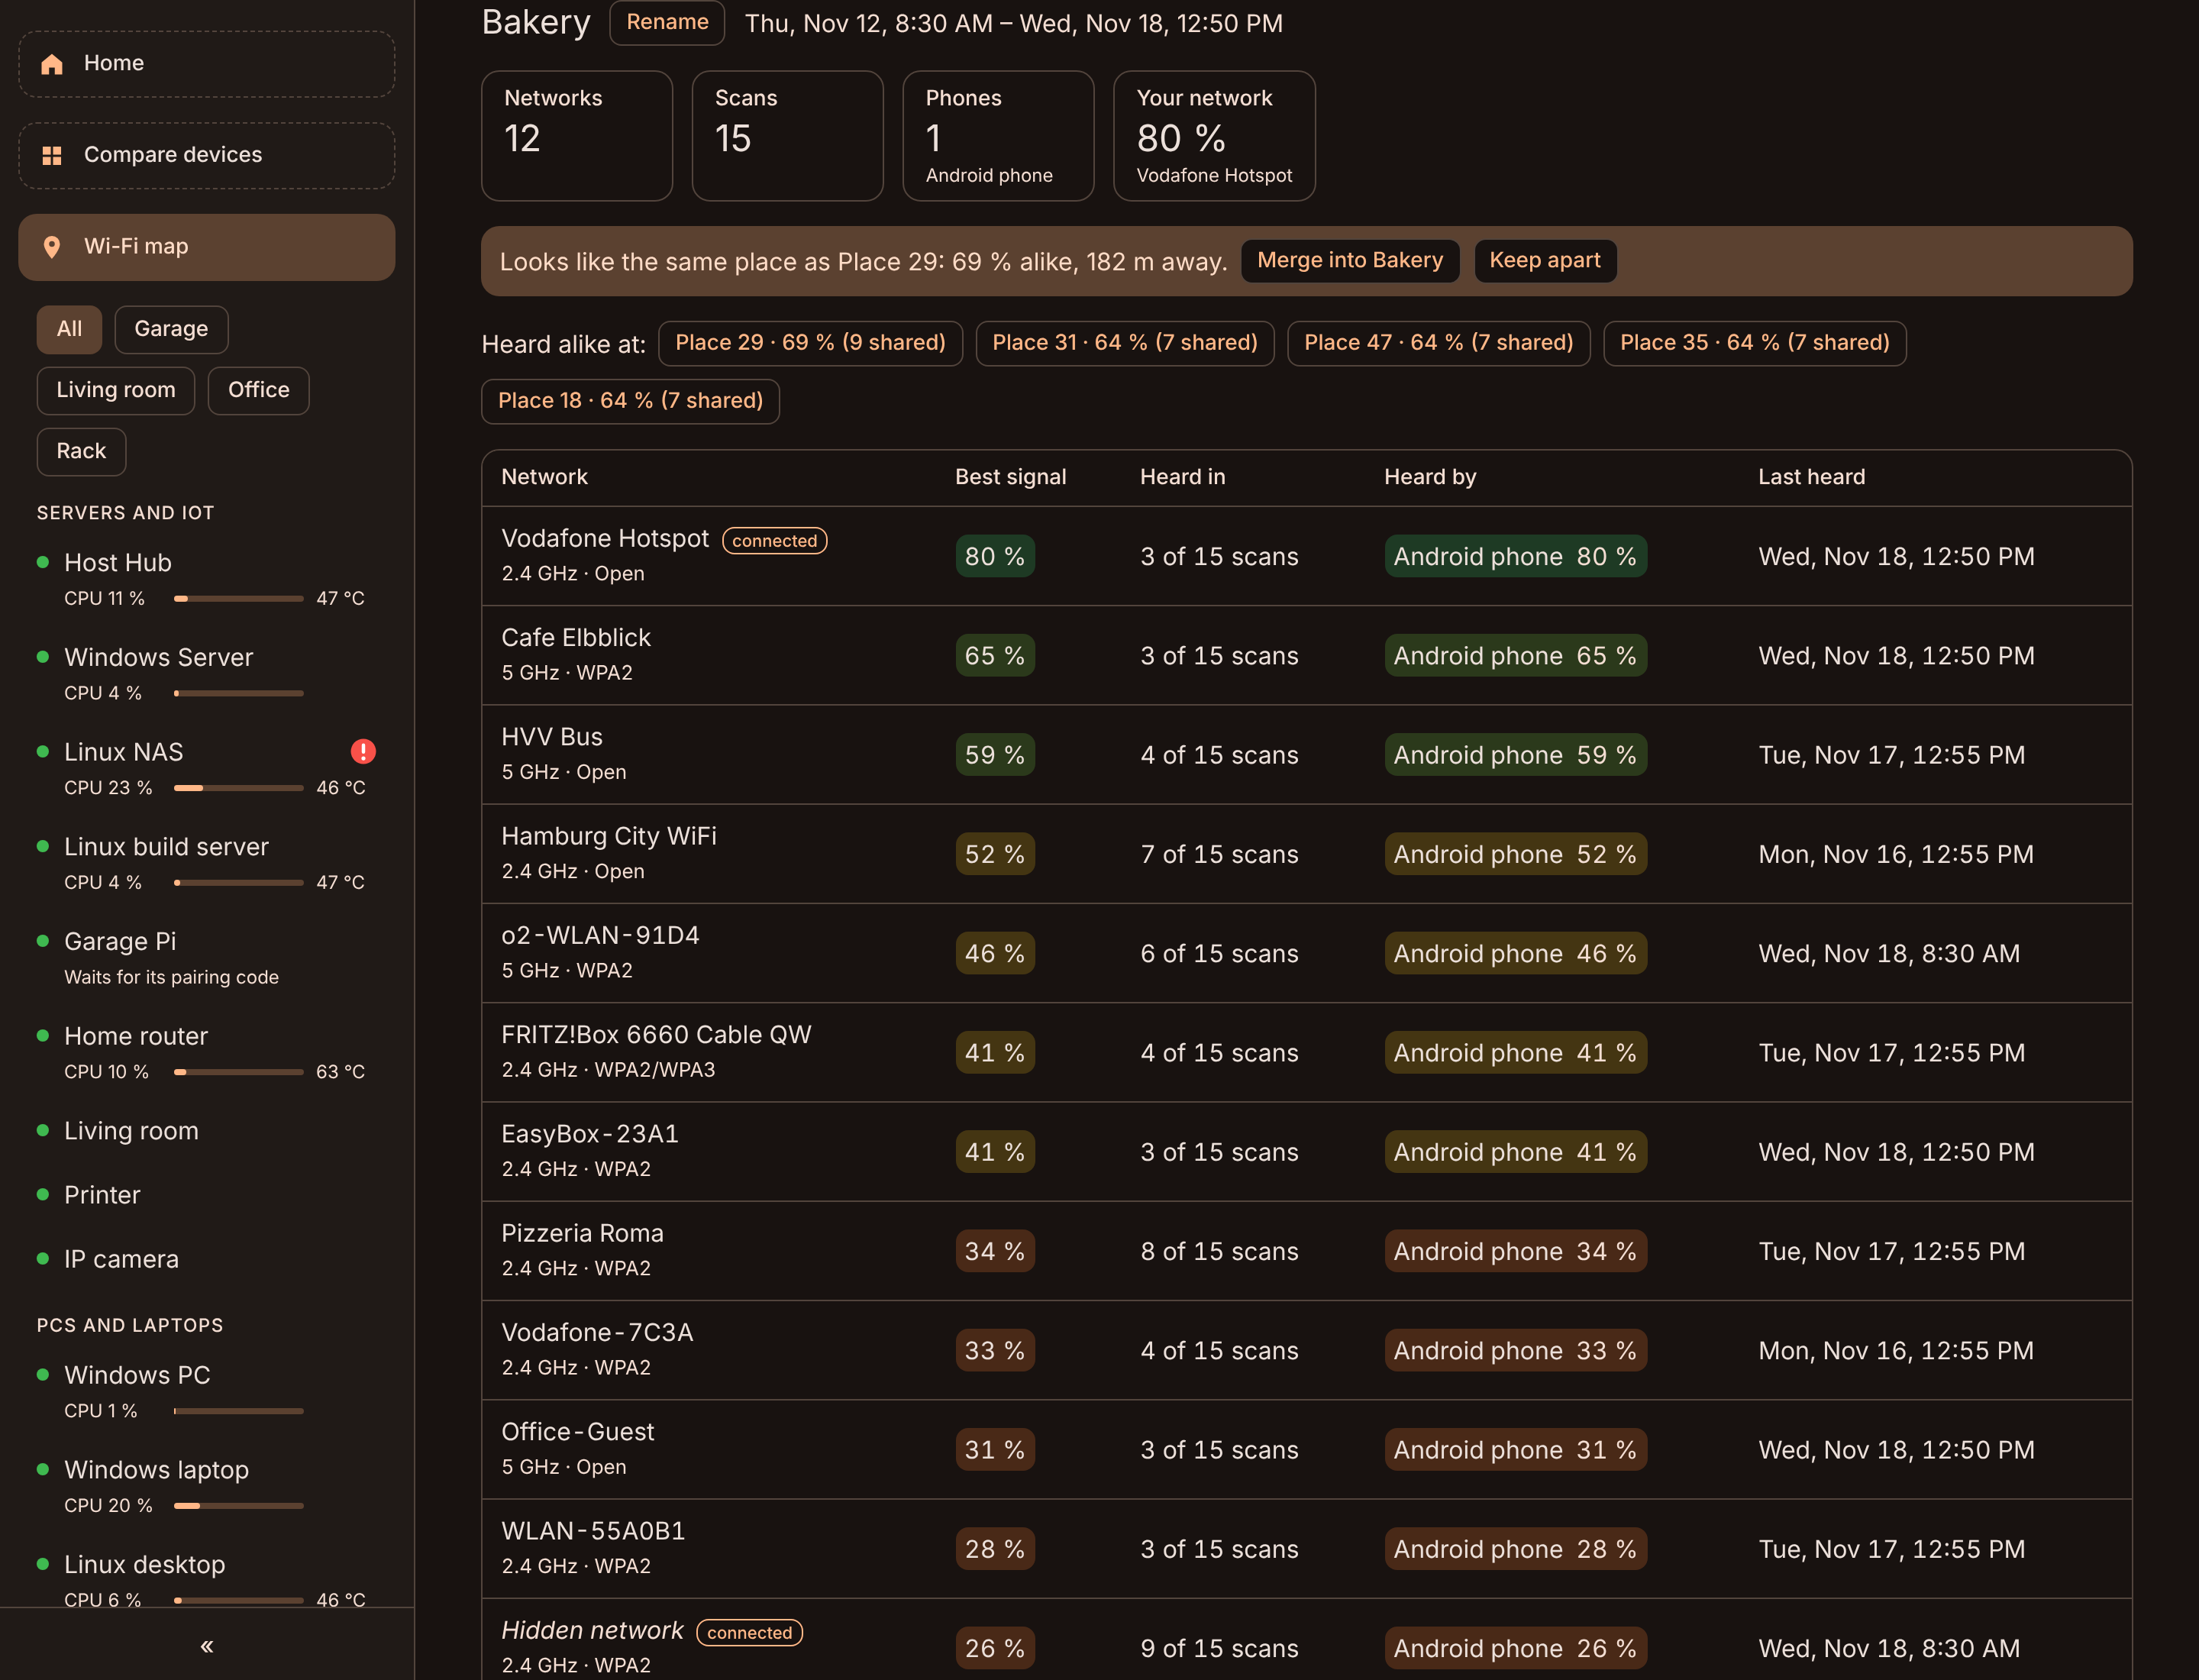 Home
Compare devices
Wi-Fi map
All
Garage
Living room
Office
Rack
SERVERS AND IOT
Host Hub
CPU 11 %
47 °C
Windows Server
CPU 4 %
Linux NAS
CPU 23 %
46 °C
Linux build server
CPU 4 %
47 °C
Garage Pi
Waits for its pairing code
Home router
CPU 10 %
63 °C
Living room
Printer
IP camera
PCS AND LAPTOPS
Windows PC
CPU 1 %
Windows laptop
CPU 20 %
Linux desktop
CPU 6 %
46 °C
«
Bakery Rename Thu, Nov 12, 8:30 AM – Wed, Nov 18, 12:50 PM
Networks
12
Scans
15
Phones
1
Android phone
Your network
80 %
Vodafone Hotspot
Looks like the same place as Place 29: 69 % alike, 182 m away. Merge into Bakery Keep apart
Heard alike at: Place 29 · 69 % (9 shared) Place 31 · 64 % (7 shared) Place 47 · 64 % (7 shared) Place 35 · 64 % (7 shared)
Place 18 · 64 % (7 shared)
Network Best signal Heard in Heard by Last heard
Vodafone Hotspot connected
2.4 GHz · Open
80 % 3 of 15 scans Android phone 80 % Wed, Nov 18, 12:50 PM
Cafe Elbblick
5 GHz · WPA2
65 % 3 of 15 scans Android phone 65 % Wed, Nov 18, 12:50 PM
HVV Bus
5 GHz · Open
59 % 4 of 15 scans Android phone 59 % Tue, Nov 17, 12:55 PM
Hamburg City WiFi
2.4 GHz · Open
52 % 7 of 15 scans Android phone 52 % Mon, Nov 16, 12:55 PM
o2-WLAN-91D4
5 GHz · WPA2
46 % 6 of 15 scans Android phone 46 % Wed, Nov 18, 8:30 AM
FRITZ!Box 6660 Cable QW
2.4 GHz · WPA2/WPA3
41 % 4 of 15 scans Android phone 41 % Tue, Nov 17, 12:55 PM
EasyBox-23A1
2.4 GHz · WPA2
41 % 3 of 15 scans Android phone 41 % Wed, Nov 18, 12:50 PM
Pizzeria Roma
2.4 GHz · WPA2
34 % 8 of 15 scans Android phone 34 % Tue, Nov 17, 12:55 PM
Vodafone-7C3A
2.4 GHz · WPA2
33 % 4 of 15 scans Android phone 33 % Mon, Nov 16, 12:55 PM
Office-Guest
5 GHz · Open
31 % 3 of 15 scans Android phone 31 % Wed, Nov 18, 12:50 PM
WLAN-55A0B1
2.4 GHz · WPA2
28 % 3 of 15 scans Android phone 28 % Tue, Nov 17, 12:55 PM
Hidden network connected
2.4 GHz · WPA2
26 % 9 of 15 scans Android phone 26 % Wed, Nov 18, 8:30 AM